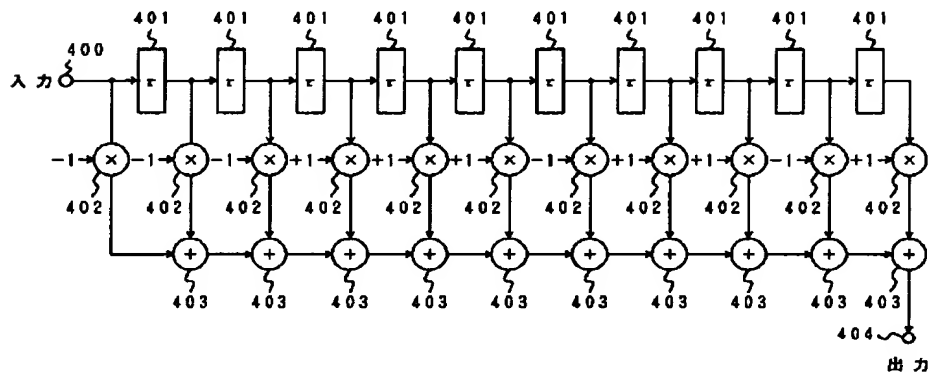 401 401 401 401 401 401 401 401 401 401
400
入力 τ τ τ τ τ τ τ τ τ τ
−1 × −1 × −1 × +1 × +1 × +1 × −1 × +1 × +1 × −1 × +1 ×
402 402 402 402 402 402 402 402 402 402 402
+ + + + + + + + + +
403 403 403 403 403 403 403 403 403 403
404
出力